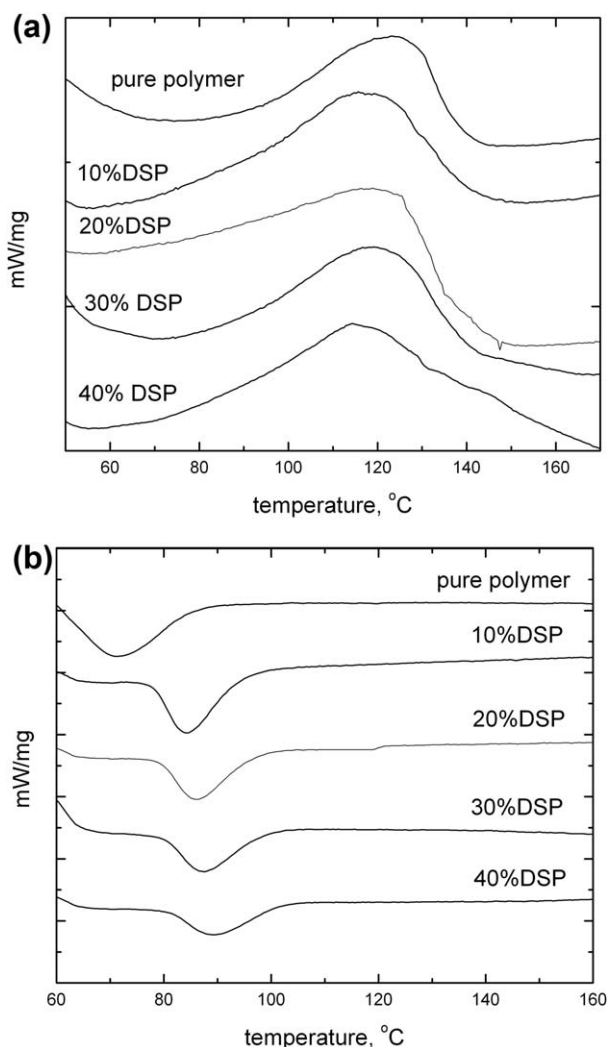 (a)
pure polymer
10%DSP
20%DSP
30% DSP
40% DSP
mW/mg
60 80 100 120 140 160
temperature, °C
(b)
pure polymer
10%DSP
20%DSP
30%DSP
40%DSP
mW/mg
60 80 100 120 140 160
temperature, °C